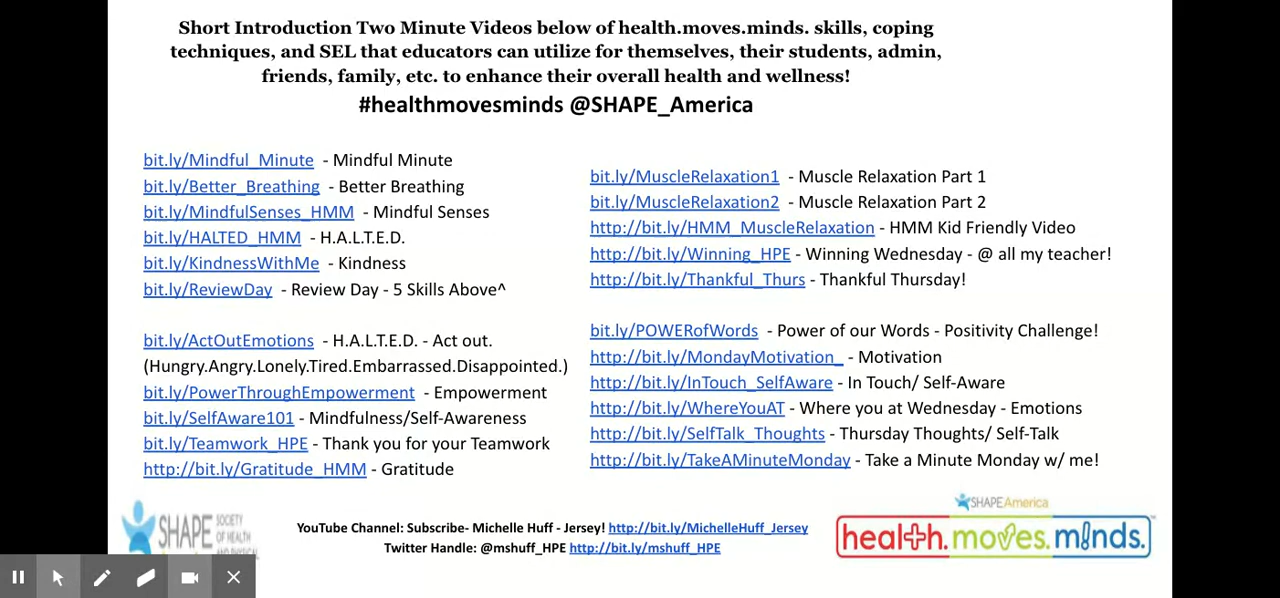 Short Introduction Two Minute Videos below of health.moves.minds. skills, coping
techniques, and SEL that educators can utilize for themselves, their students, admin,
friends, family, etc. to enhance their overall health and wellness!
#healthmovesminds @SHAPE_America
bit.ly/Mindful_Minute - Mindful Minute
bit.ly/Better_Breathing - Better Breathing
bit.ly/MindfulSenses_HMM - Mindful Senses
bit.ly/HALTED_HMM - H.A.L.T.E.D.
bit.ly/KindnessWithMe - Kindness
bit.ly/ReviewDay - Review Day - 5 Skills Above^
bit.ly/ActOutEmotions - H.A.L.T.E.D. - Act out.
(Hungry.Angry.Lonely.Tired.Embarrassed.Disappointed.)
bit.ly/PowerThroughEmpowerment - Empowerment
bit.ly/SelfAware101 - Mindfulness/Self-Awareness
bit.ly/Teamwork_HPE - Thank you for your Teamwork
http://bit.ly/Gratitude_HMM - Gratitude
bit.ly/MuscleRelaxation1 - Muscle Relaxation Part 1
bit.ly/MuscleRelaxation2 - Muscle Relaxation Part 2
http://bit.ly/HMM_MuscleRelaxation - HMM Kid Friendly Video
http://bit.ly/Winning_HPE - Winning Wednesday - @ all my teacher!
http://bit.ly/Thankful_Thurs - Thankful Thursday!
bit.ly/POWERofWords - Power of our Words - Positivity Challenge!
http://bit.ly/MondayMotivation_ - Motivation
http://bit.ly/InTouch_SelfAware - In Touch/ Self-Aware
http://bit.ly/WhereYouAT - Where you at Wednesday - Emotions
http://bit.ly/SelfTalk_Thoughts - Thursday Thoughts/ Self-Talk
http://bit.ly/TakeAMinuteMonday - Take a Minute Monday w/ me!
SHAPE
SOCIETY
OF HEALTH
AND PHYSICAL
YouTube Channel: Subscribe- Michelle Huff - Jersey! http://bit.ly/MichelleHuff_Jersey
Twitter Handle: @mshuff_HPE http://bit.ly/mshuff_HPE
SHAPE America
health.moves.minds.